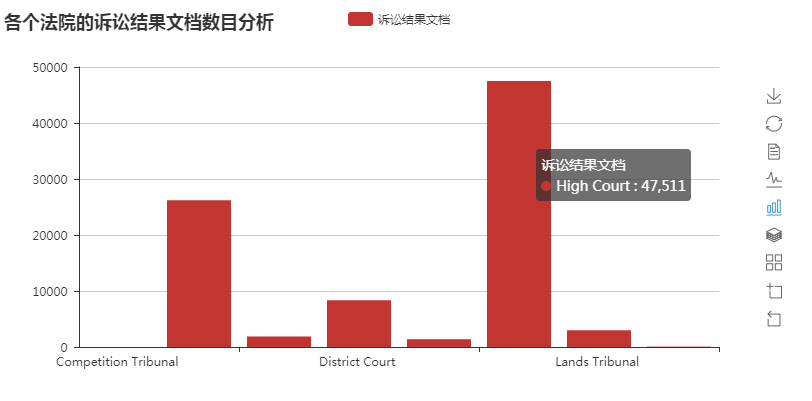 各个法院的诉讼结果文档数目分析
诉讼结果文档
50000
40000
30000
20000
10000
0
诉讼结果文档
High Court : 47,511
Competition Tribunal
District Court
Lands Tribunal